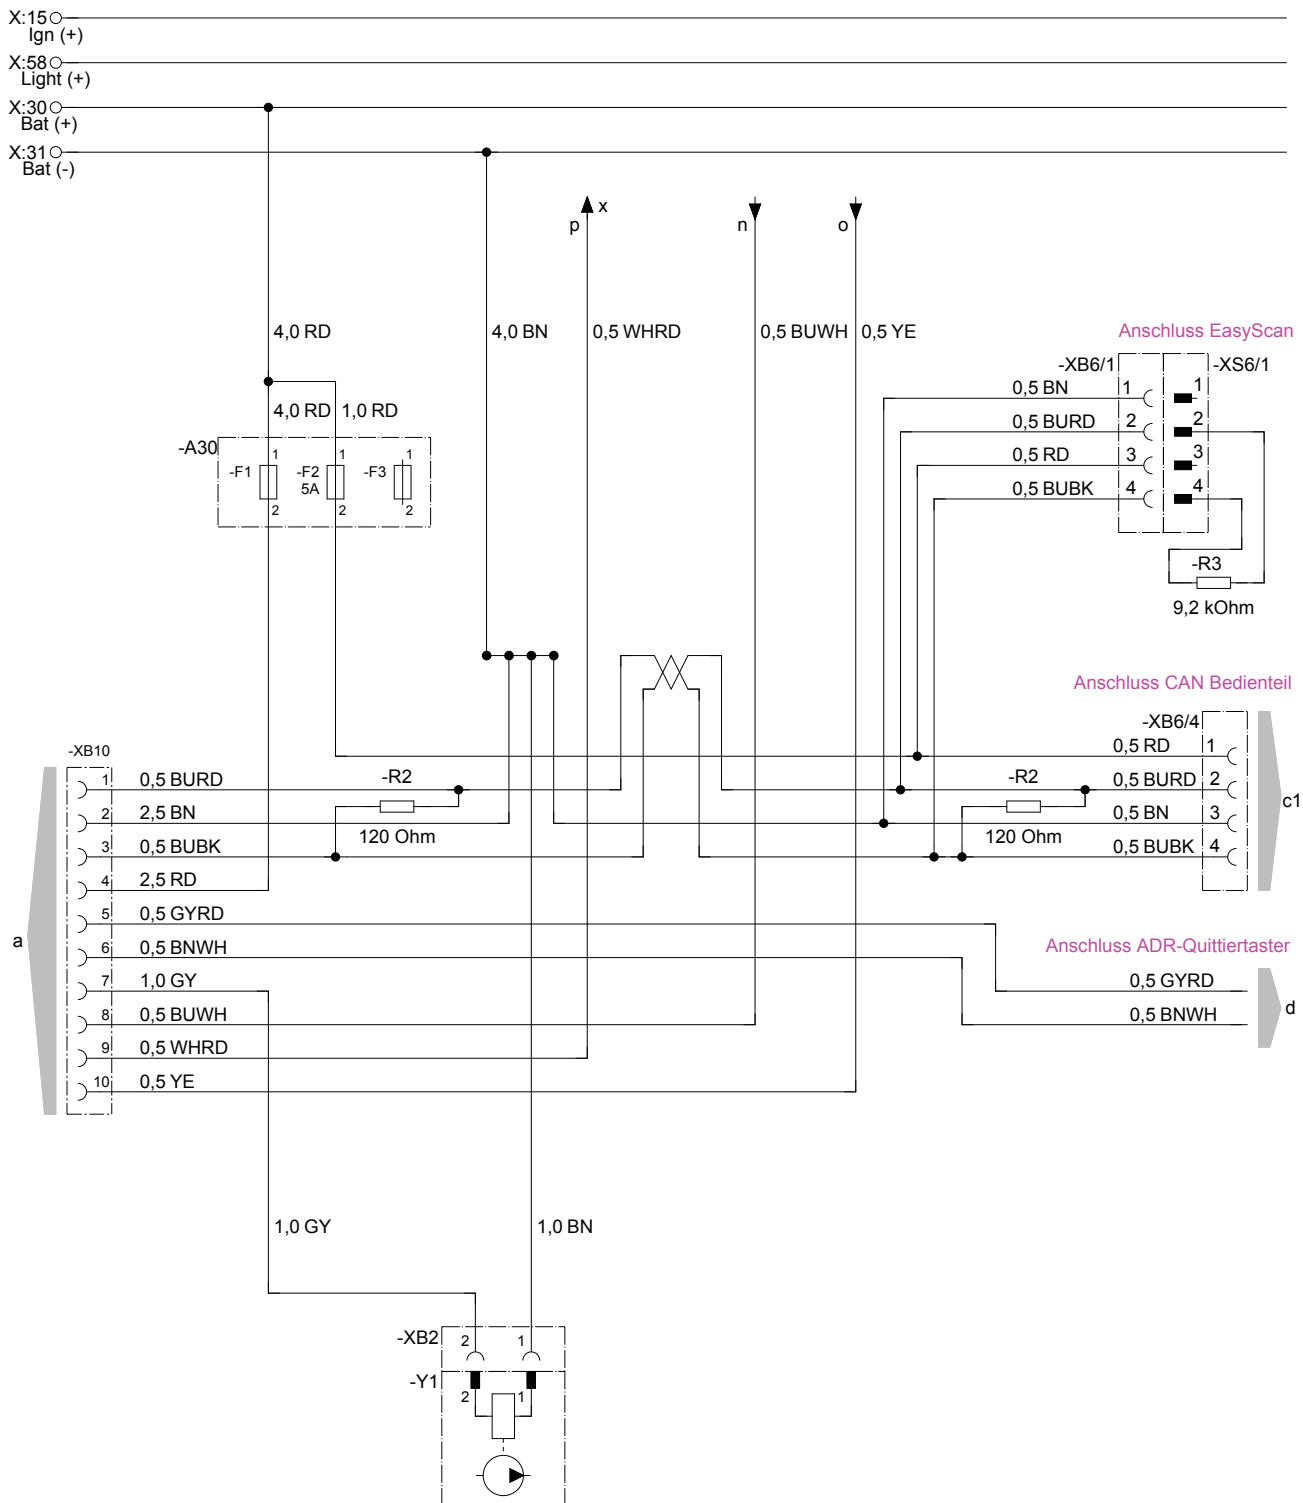 X:15
Ign (+)
X:58
Light (+)
X:30
Bat (+)
X:31
Bat (-)
x
p
n
o
4,0 RD
4,0 BN
0,5 WHRD
0,5 BUWH
0,5 YE
Anschluss EasyScan
-XB6/1
-XS6/1
0,5 BN
1
1
0,5 BURD
2
2
0,5 RD
3
3
0,5 BUBK
4
4
-R3
9,2 kOhm
4,0 RD
1,0 RD
-A30
1
1
1
-F1
-F2
5A
-F3
2
2
2
Anschluss CAN Bedienteil
-XB6/4
0,5 RD
1
0,5 BURD
2
0,5 BN
3
0,5 BUBK
4
c1
-R2
120 Ohm
-XB10
1
0,5 BURD
2
2,5 BN
3
0,5 BUBK
4
2,5 RD
5
0,5 GYRD
6
0,5 BNWH
7
1,0 GY
8
0,5 BUWH
9
0,5 WHRD
10
0,5 YE
a
-R2
120 Ohm
Anschluss ADR-Quittiertaster
0,5 GYRD
0,5 BNWH
d
1,0 GY
1,0 BN
-XB2
2
1
-Y1
2
1